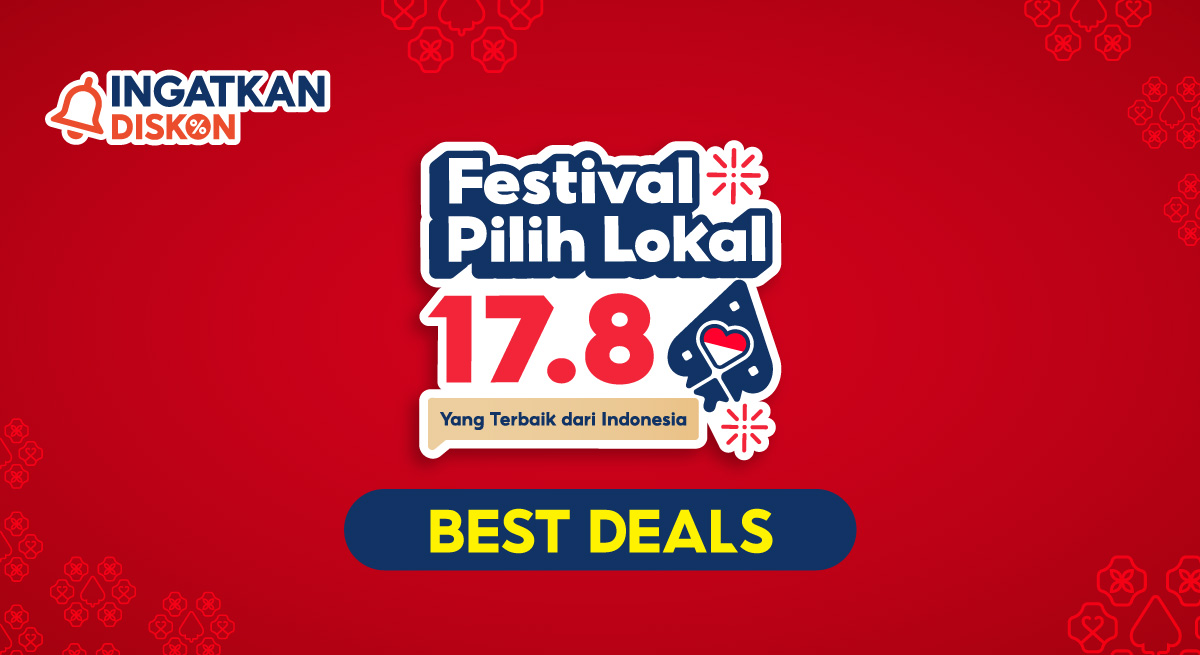 INGATKAN
DISKON
Festival
Pilih Lokal
17.8
Yang Terbaik dari Indonesia
BEST DEALS